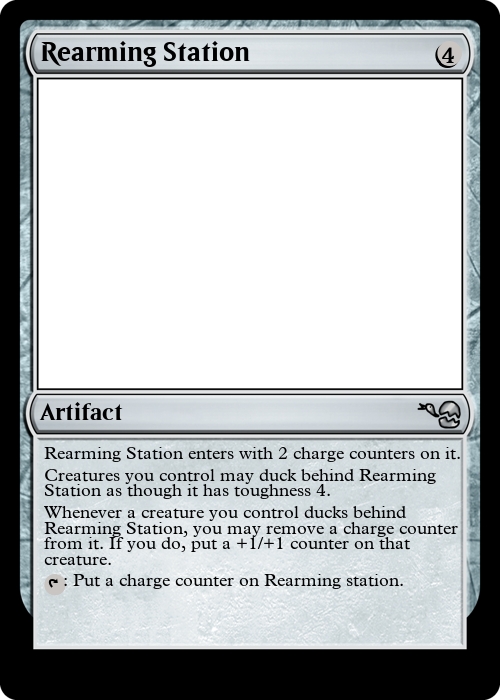 Rearming Station
4
Artifact
Rearming Station enters with 2 charge counters on it.
Creatures you control may duck behind Rearming
Station as though it has toughness 4.
Whenever a creature you control ducks behind
Rearming Station, you may remove a charge counter
from it. If you do, put a +1/+1 counter on that
creature.
: Put a charge counter on Rearming station.